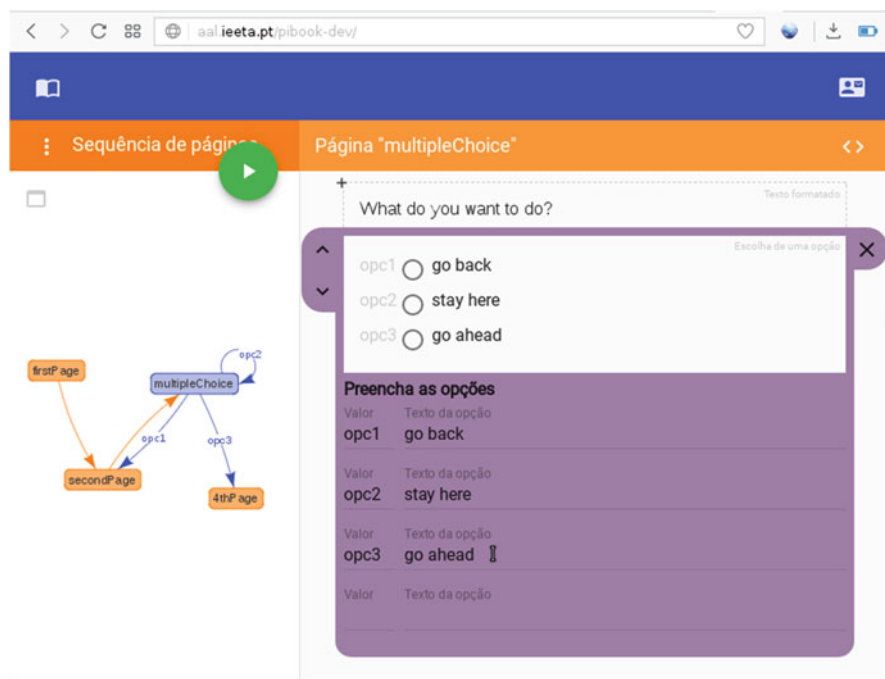 aal.ieeta.pt/pibook-dev/
Sequência de páginas
Página "multipleChoice"
Texto formatado
What do you want to do?
Escolha de uma opção
opc1 go back
opc2 stay here
opc3 go ahead
opc2
firstPage
multipleChoice
opc1
opc3
secondPage
4thPage
Preencha as opções
Valor Texto da opção
opc1 go back
Valor Texto da opção
opc2 stay here
Valor Texto da opção
opc3 go ahead
Valor Texto da opção